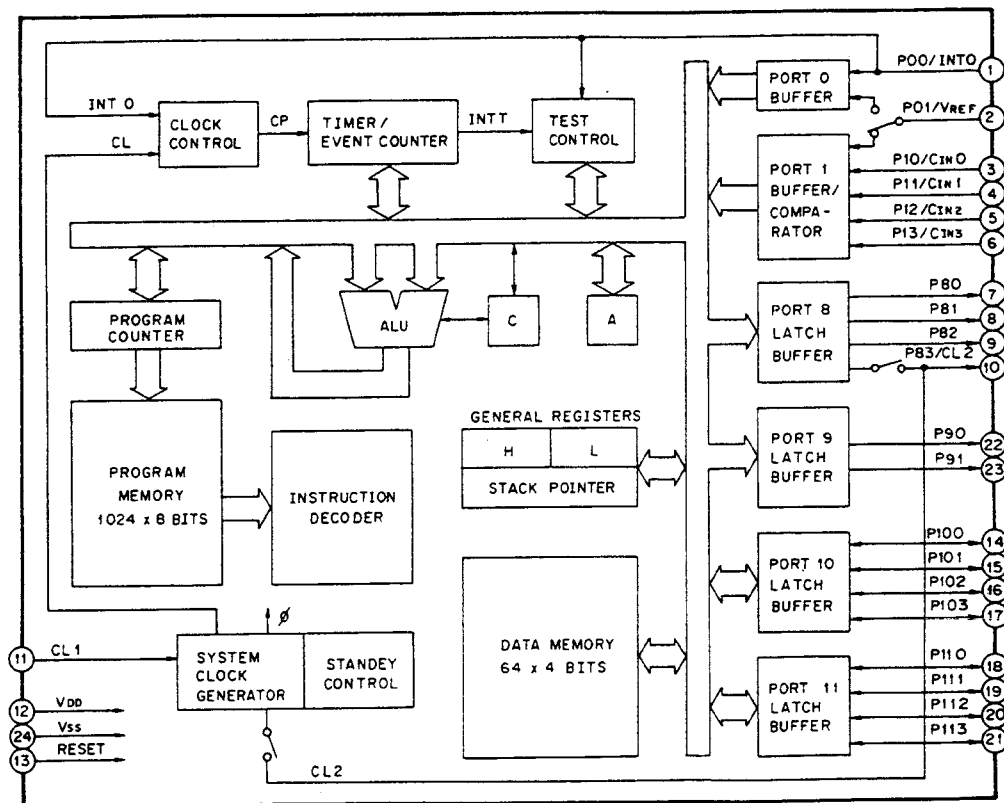 P00/INT0
1
PORT 0
BUFFER
P01/VREF
2
INT 0
CL
CLOCK
CONTROL
CP
TIMER/
EVENT COUNTER
INTT
TEST
CONTROL
PORT 1
BUFFER/
COMPA-
RATOR
P10/CIN0
3
P11/CIN1
4
P12/CIN2
5
P13/CIN3
6
PROGRAM
COUNTER
ALU
C
A
PORT 8
LATCH
BUFFER
P80
7
P81
8
P82
9
P83/CL2
10
GENERAL REGISTERS
H
L
STACK POINTER
PORT 9
LATCH
BUFFER
P90
22
P91
23
PROGRAM
MEMORY
1024 x 8 BITS
INSTRUCTION
DECODER
PORT 10
LATCH
BUFFER
P100
14
P101
15
P102
16
P103
17
ø
11
CL1
SYSTEM
CLOCK
GENERATOR
STANDEY
CONTROL
DATA MEMORY
64 x 4 BITS
PORT 11
LATCH
BUFFER
P110
18
P111
19
P112
20
P113
21
12
VDD
24
VSS
13
RESET
CL2